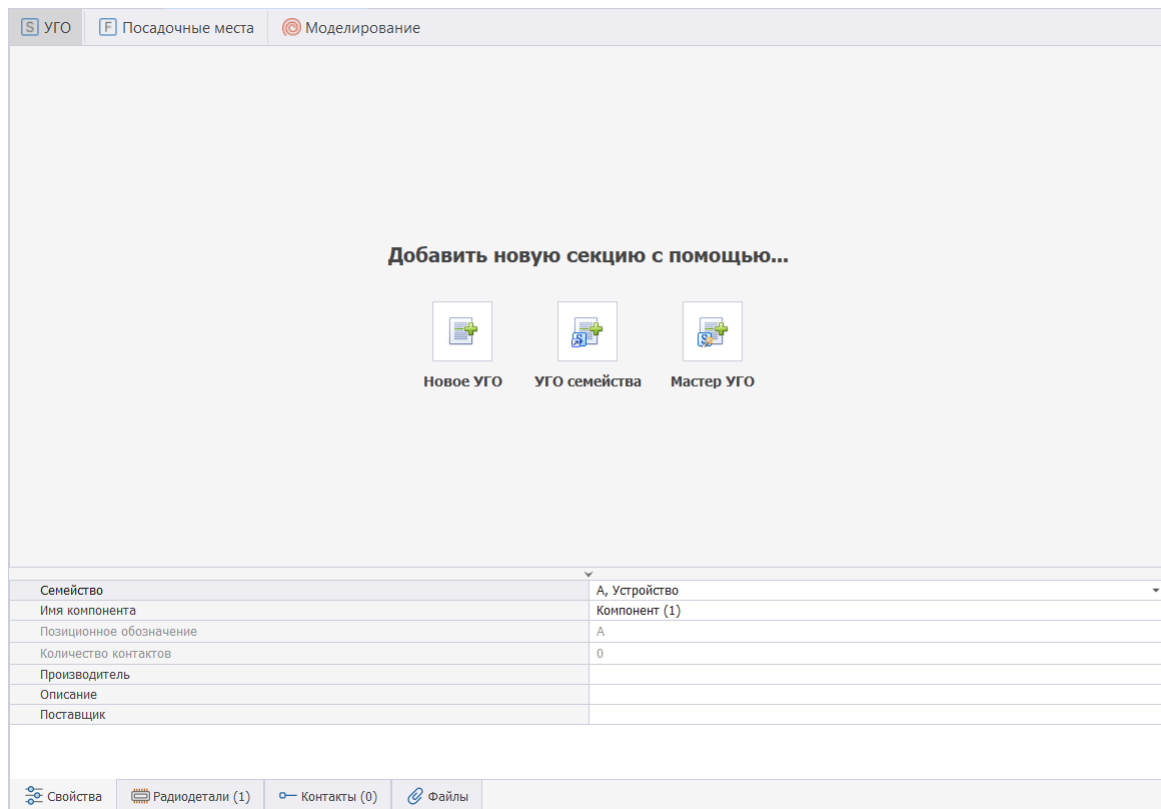 S УГО F Посадочные места Моделирование
Добавить новую секцию с помощью...
Новое УГО УГО семейства Мастер УГО
Семейство А, Устройство
Имя компонента Компонент (1)
Позиционное обозначение А
Количество контактов 0
Производитель
Описание
Поставщик
Свойства Радиодетали (1) Контакты (0) Файлы